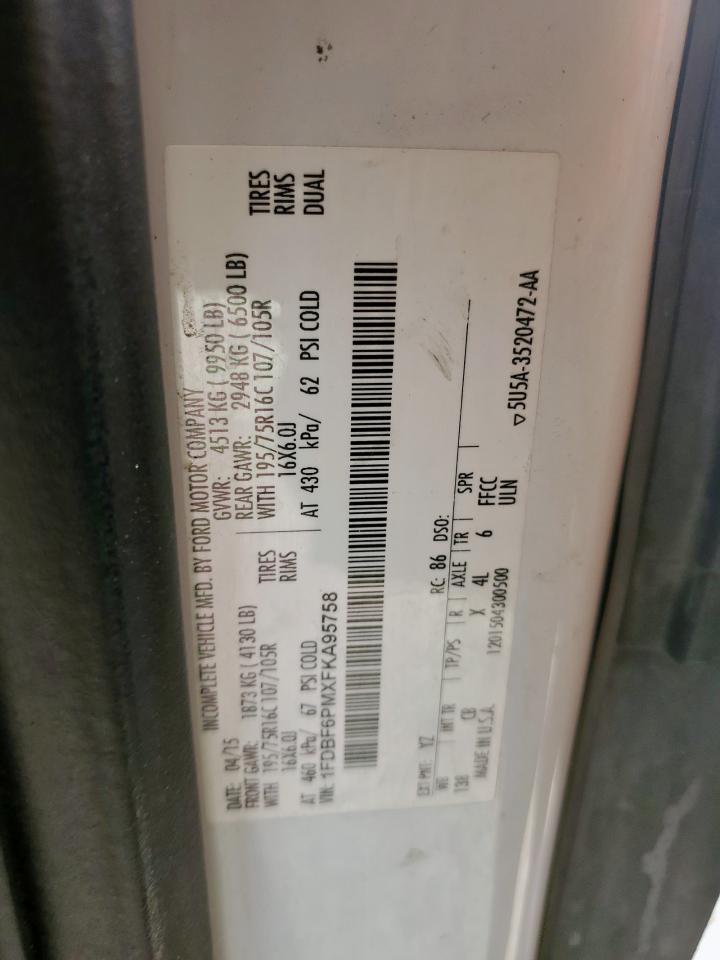 INCOMPLETE VEHICLE MFD. BY FORD MOTOR COMPANY
DATE: 04/15 GVWR: 4513 KG ( 9950 LB)
FRONT GAWR: 1873 KG ( 4130 LB) REAR GAWR: 2948 KG ( 6500 LB)
WITH 195/75R16C 107/105R TIRES WITH 195/75R16C 107/105R TIRES
16X6.0J RIMS 16X6.0J RIMS
AT 460 kPa/ 67 PSI COLD AT 430 kPa/ 62 PSI COLD DUAL
VIN: 1FDBF6PMXFKA95758
EXT PNT: YZ RC: 86 DSO:
WB INT TR TP/PS R AXLE TR SPR
138 CB X 4L 6 FFCC
MADE IN U.S.A. 1201504300500 ULN
▽5U5A-3520472-AA